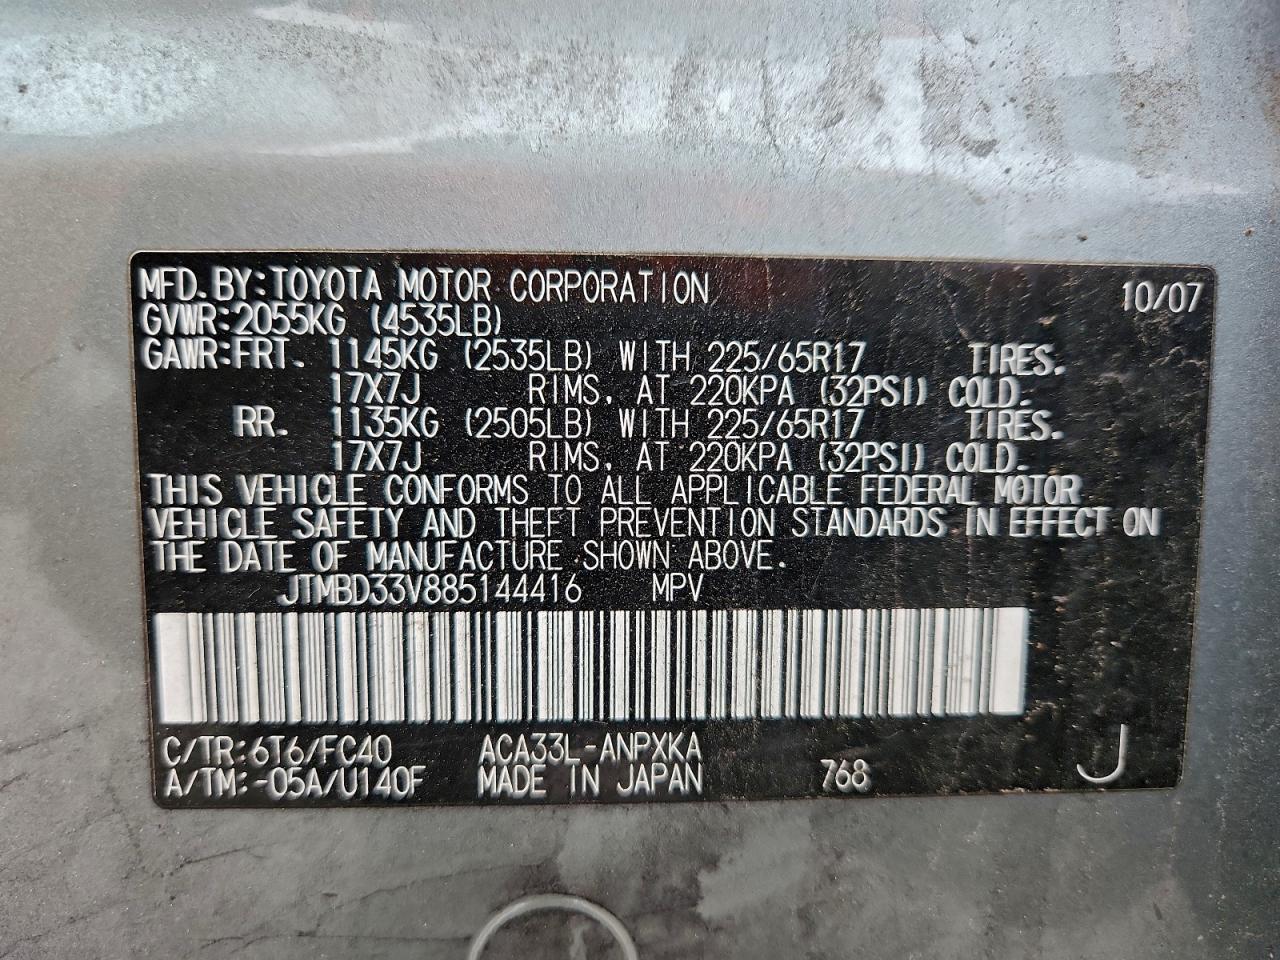 MFD. BY: TOYOTA MOTOR CORPORATION 10/07
GVWR: 2055KG (4535LB)
GAWR: FRT. 1145KG (2535LB) WITH 225/65R17 TIRES.
17X7J RIMS, AT 220KPA (32PSI) COLD.
RR. 1135KG (2505LB) WITH 225/65R17 TIRES.
17X7J RIMS, AT 220KPA (32PSI) COLD.
THIS VEHICLE CONFORMS TO ALL APPLICABLE FEDERAL MOTOR
VEHICLE SAFETY AND THEFT PREVENTION STANDARDS IN EFFECT ON
THE DATE OF MANUFACTURE SHOWN ABOVE.
JTMBD33V885144416 MPV
C/TR: 6T6/FC40 ACA33L-ANPXKA
A/TM: -05A/U140F MADE IN JAPAN 768 J